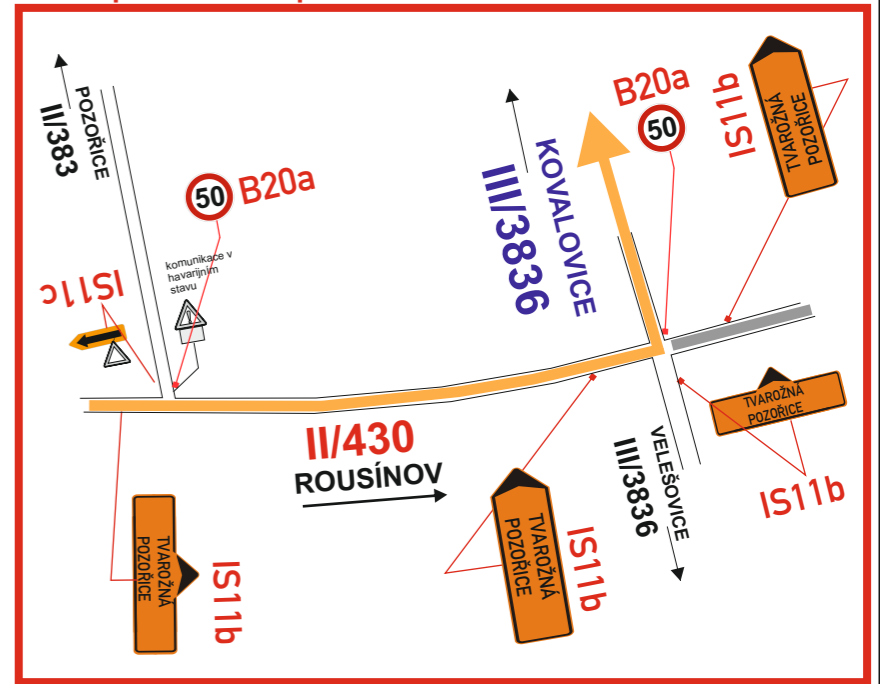 POZOŘICE
II/383
50
B20a
komunikace v
havarijním
stavu
IS11c
KOVALOVICE
III/3836
B20a
50
TVAROŽNÁ
POZOŘICE
IS11b
II/430
ROUSÍNOV
TVAROŽNÁ
POZOŘICE
IS11b
TVAROŽNÁ
POZOŘICE
IS11b
VELEŠOVICE
III/3836
TVAROŽNÁ
POZOŘICE
IS11b